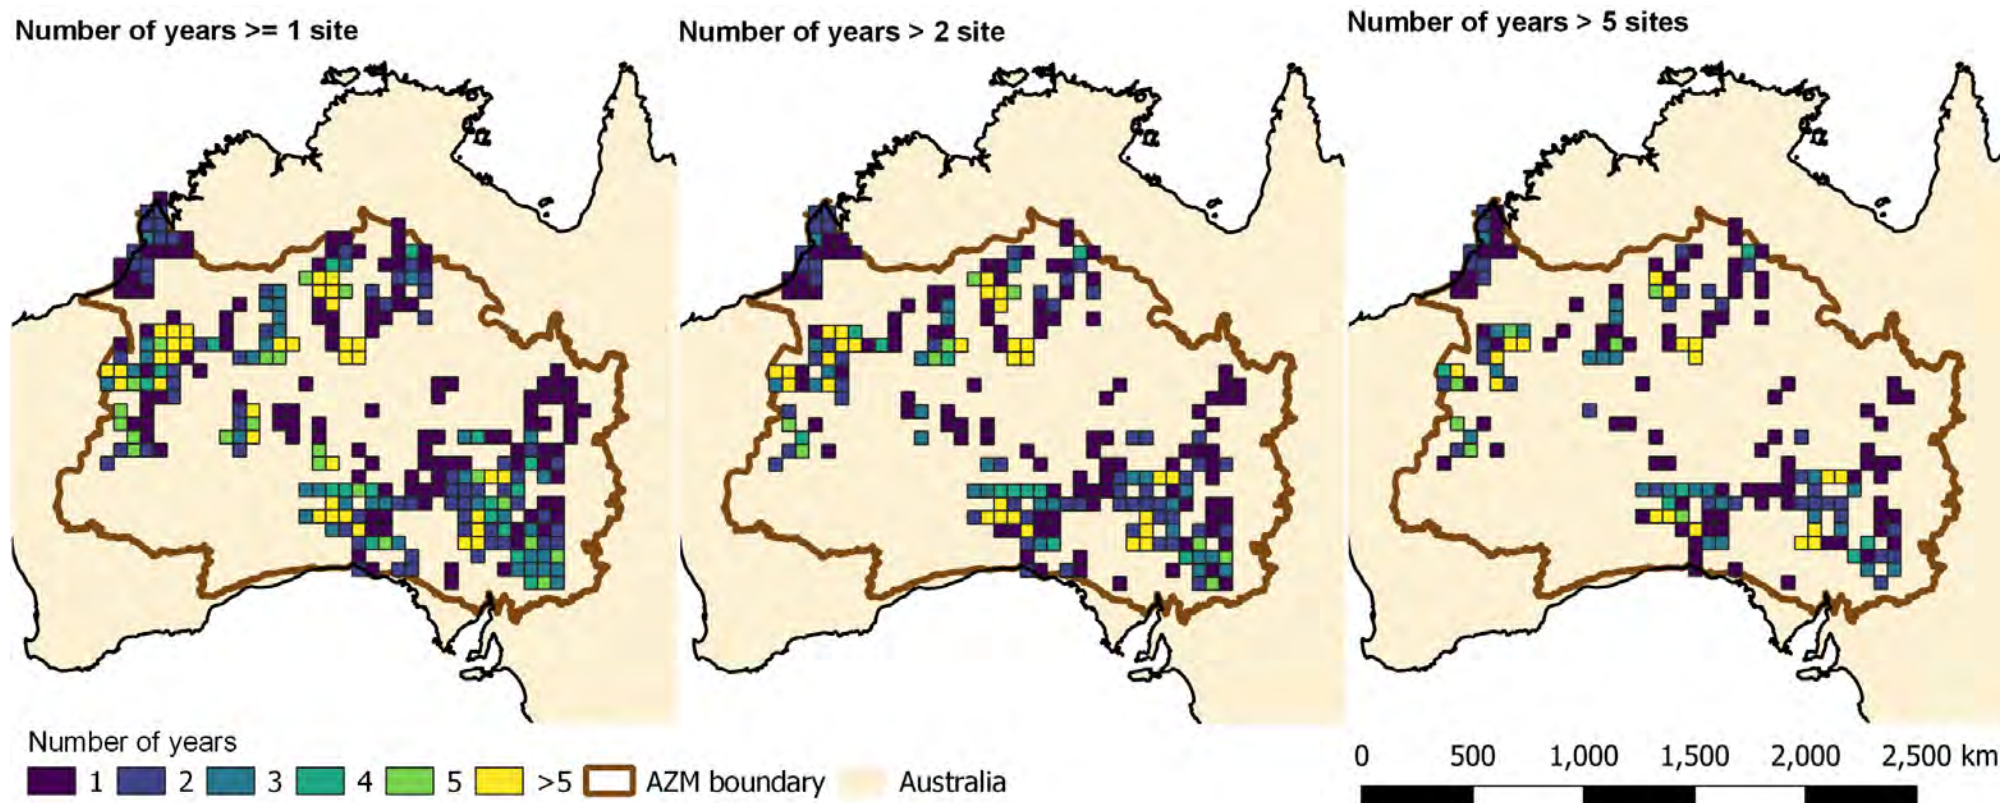 Number of years >= 1 site
Number of years > 2 site
Number of years > 5 sites
Number of years
1 2 3 4 5 >5 AZM boundary Australia
0 500 1,000 1,500 2,000 2,500 km